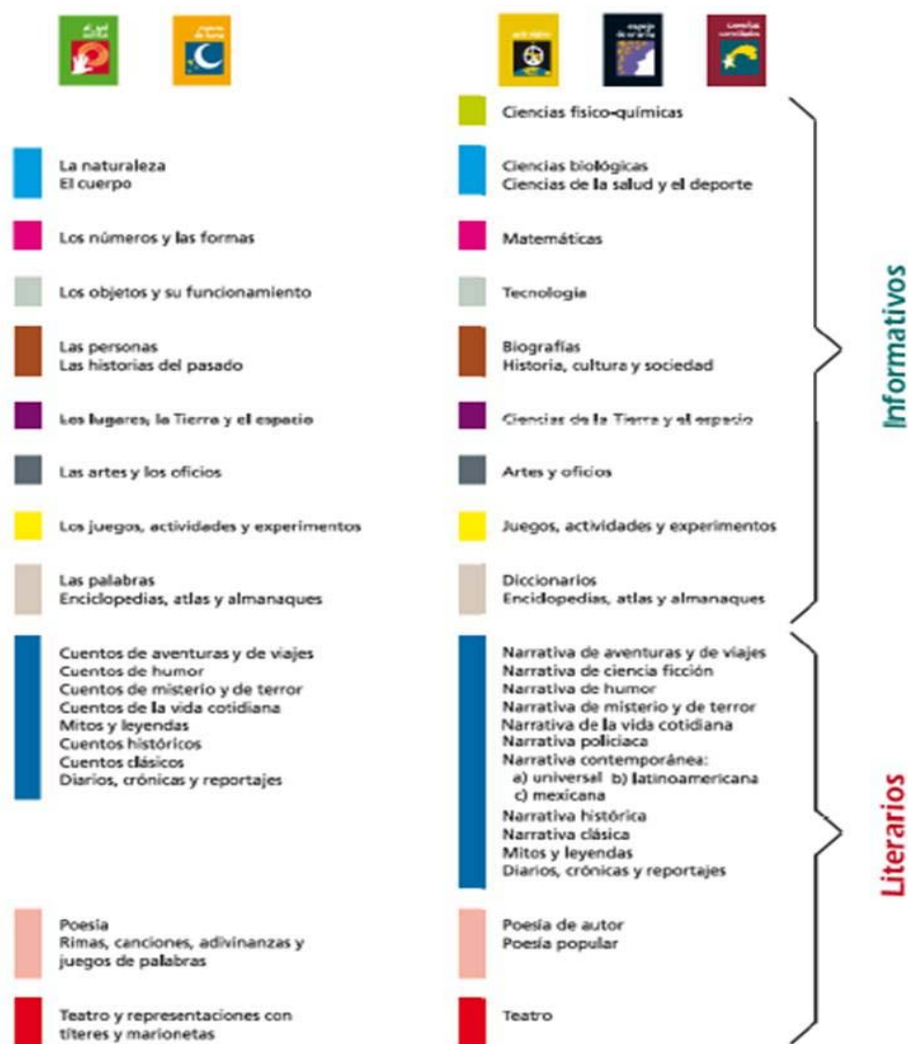 al sol solito
espejo de urania
cometas convidados
Ciencias físico-químicas
La naturaleza
El cuerpo
Ciencias biológicas
Ciencias de la salud y el deporte
Los números y las formas
Matemáticas
Los objetos y su funcionamiento
Tecnología
Las personas
Las historias del pasado
Biografías
Historia, cultura y sociedad
Los lugares, la Tierra y el espacio
Ciencias de la Tierra y el espacio
Las artes y los oficios
Artes y oficios
Los juegos, actividades y experimentos
Juegos, actividades y experimentos
Las palabras
Enciclopedias, atlas y almanaques
Diccionarios
Enciclopedias, atlas y almanaques
Informativos
Cuentos de aventuras y de viajes
Cuentos de humor
Cuentos de misterio y de terror
Cuentos de la vida cotidiana
Mitos y leyendas
Cuentos históricos
Cuentos clásicos
Diarios, crónicas y reportajes
Narrativa de aventuras y de viajes
Narrativa de ciencia ficción
Narrativa de humor
Narrativa de misterio y de terror
Narrativa de la vida cotidiana
Narrativa policiaca
Narrativa contemporánea:
a) universal b) latinoamericana
c) mexicana
Narrativa histórica
Narrativa clásica
Mitos y leyendas
Diarios, crónicas y reportajes
Poesía
Rimas, canciones, adivinanzas y
juegos de palabras
Poesía de autor
Poesía popular
Teatro y representaciones con
títeres y marionetas
Teatro
Literarios